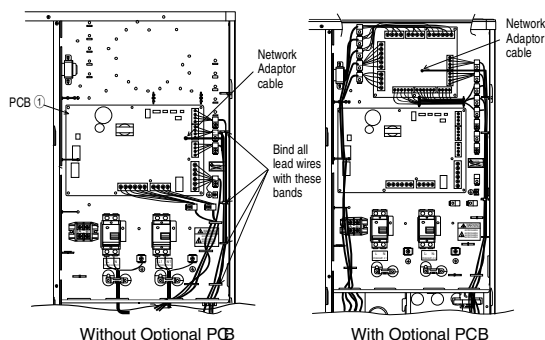 Network
Adaptor
cable
PCB ①
Bind all
lead wires
with these
bands
Without Optional PCB
Network
Adaptor
cable
With Optional PCB